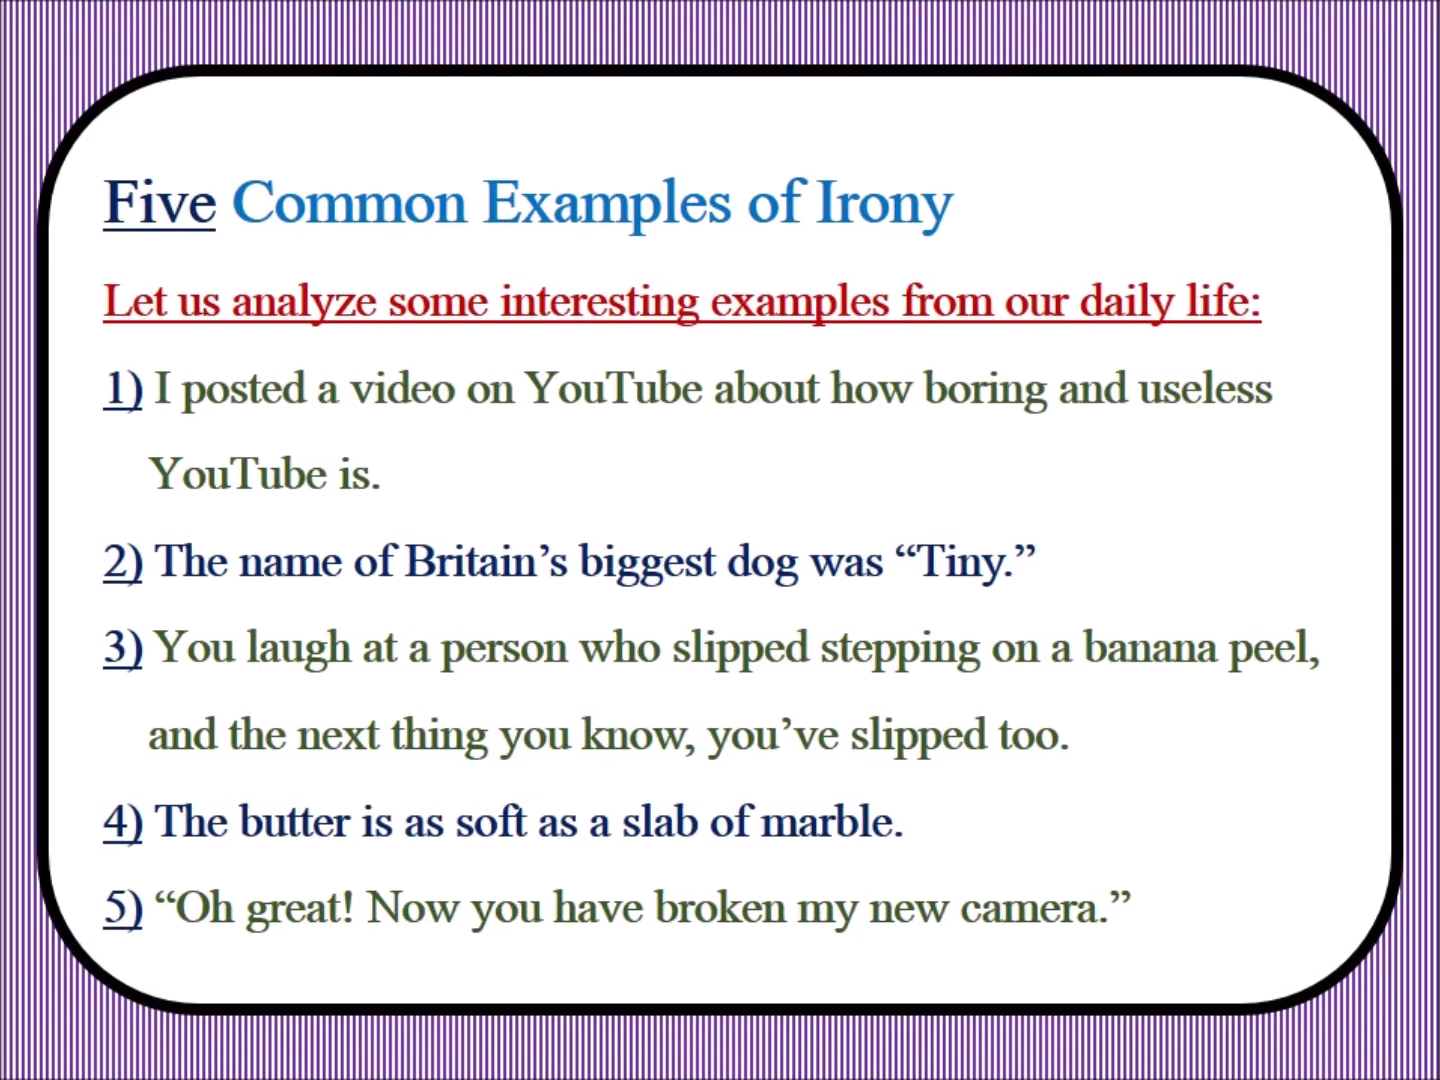 Five Common Examples of Irony
Let us analyze some interesting examples from our daily life:
1) I posted a video on YouTube about how boring and useless
YouTube is.
2) The name of Britain’s biggest dog was “Tiny.”
3) You laugh at a person who slipped stepping on a banana peel,
and the next thing you know, you’ve slipped too.
4) The butter is as soft as a slab of marble.
5) “Oh great! Now you have broken my new camera.”